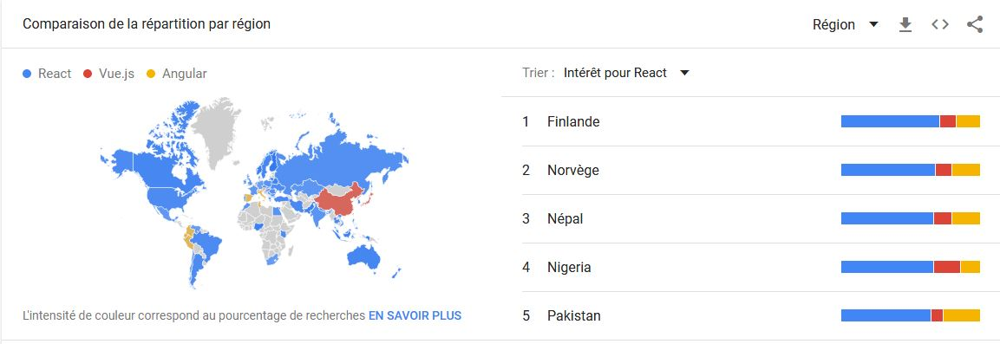 Comparaison de la répartition par région
Région
React Vue.js Angular
Trier : Intérêt pour React
1 Finlande
2 Norvège
3 Népal
4 Nigeria
5 Pakistan
L'intensité de couleur correspond au pourcentage de recherches EN SAVOIR PLUS